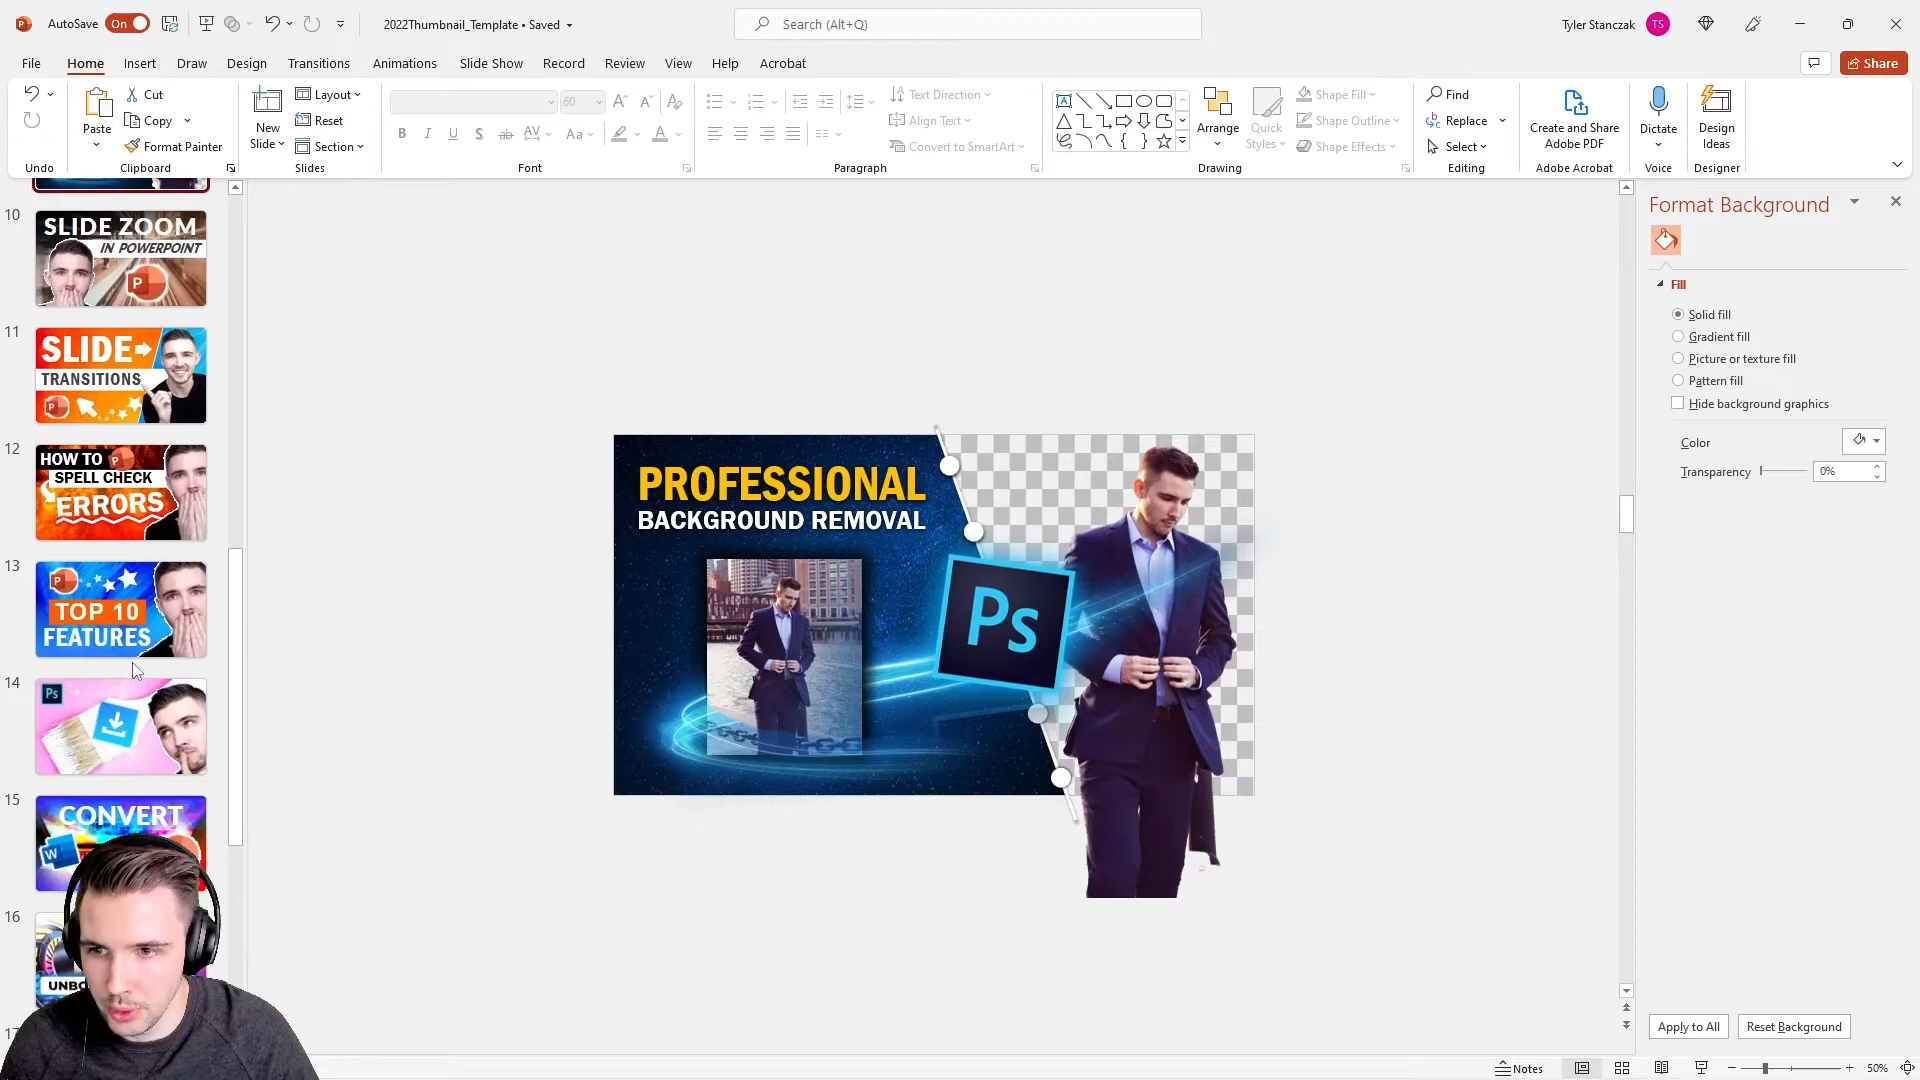 AutoSave On 2022Thumbnail_Template • Saved Search (Alt+Q) Tyler Stanczak TS
File Home Insert Draw Design Transitions Animations Slide Show Record Review View Help Acrobat Share
Cut
Copy
Format Painter
Paste
New Slide
Layout
Reset
Section
60
B I U S ab AV Aa A
Text Direction
Align Text
Convert to SmartArt
Arrange
Quick Styles
Shape Fill
Shape Outline
Shape Effects
Find
Replace
Select
Create and Share Adobe PDF
Dictate
Design Ideas
Undo Clipboard Slides Font Paragraph Drawing Editing Adobe Acrobat Voice Designer
10
SLIDE ZOOM
IN POWERPOINT
P
11
SLIDE
TRANSITIONS
P
12
HOW TO P
SPELL CHECK
ERRORS
13
P
TOP 10
FEATURES
14
Ps
15
CONVERT
W
16
PROFESSIONAL
BACKGROUND REMOVAL
Ps
Format Background
Fill
Solid fill
Gradient fill
Picture or texture fill
Pattern fill
Hide background graphics
Color
Transparency 0%
Apply to All Reset Background
Notes 50%